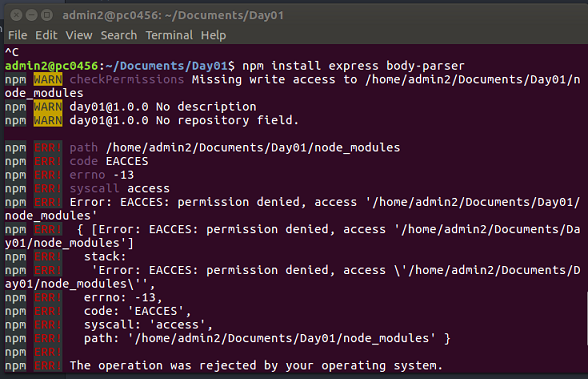 admin2@pc0456: ~/Documents/Day01
File Edit View Search Terminal Help
^C
admin2@pc0456:~/Documents/Day01$ npm install express body-parser
npm WARN checkPermissions Missing write access to /home/admin2/Documents/Day01/n
ode_modules
npm WARN day01@1.0.0 No description
npm WARN day01@1.0.0 No repository field.
npm ERR! path /home/admin2/Documents/Day01/node_modules
npm ERR! code EACCES
npm ERR! errno -13
npm ERR! syscall access
npm ERR! Error: EACCES: permission denied, access '/home/admin2/Documents/Day01/
node_modules'
npm ERR!  { [Error: EACCES: permission denied, access '/home/admin2/Documents/Da
y01/node_modules']
npm ERR!   stack:
npm ERR!    'Error: EACCES: permission denied, access \'/home/admin2/Documents/D
ay01/node_modules\'',
npm ERR!   errno: -13,
npm ERR!   code: 'EACCES',
npm ERR!   syscall: 'access',
npm ERR!   path: '/home/admin2/Documents/Day01/node_modules' }
npm ERR!
npm ERR! The operation was rejected by your operating system.